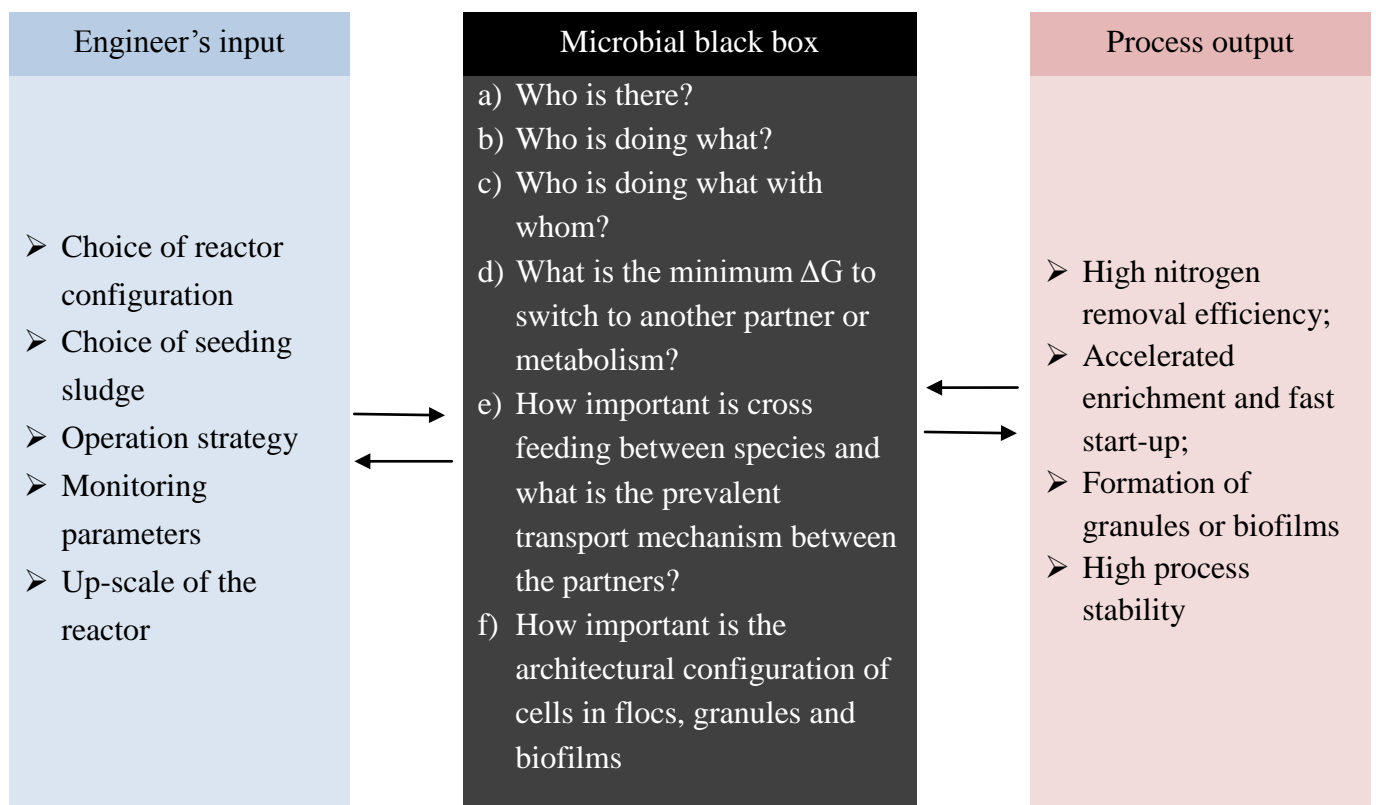 Engineer’s input
➢ Choice of reactor
configuration
➢ Choice of seeding
sludge
➢ Operation strategy
➢ Monitoring
parameters
➢ Up-scale of the
reactor
Microbial black box
a) Who is there?
b) Who is doing what?
c) Who is doing what with
whom?
d) What is the minimum ΔG to
switch to another partner or
metabolism?
e) How important is cross
feeding between species and
what is the prevalent
transport mechanism between
the partners?
f) How important is the
architectural configuration of
cells in flocs, granules and
biofilms
Process output
➢ High nitrogen
removal efficiency;
➢ Accelerated
enrichment and fast
start-up;
➢ Formation of
granules or biofilms
➢ High process
stability